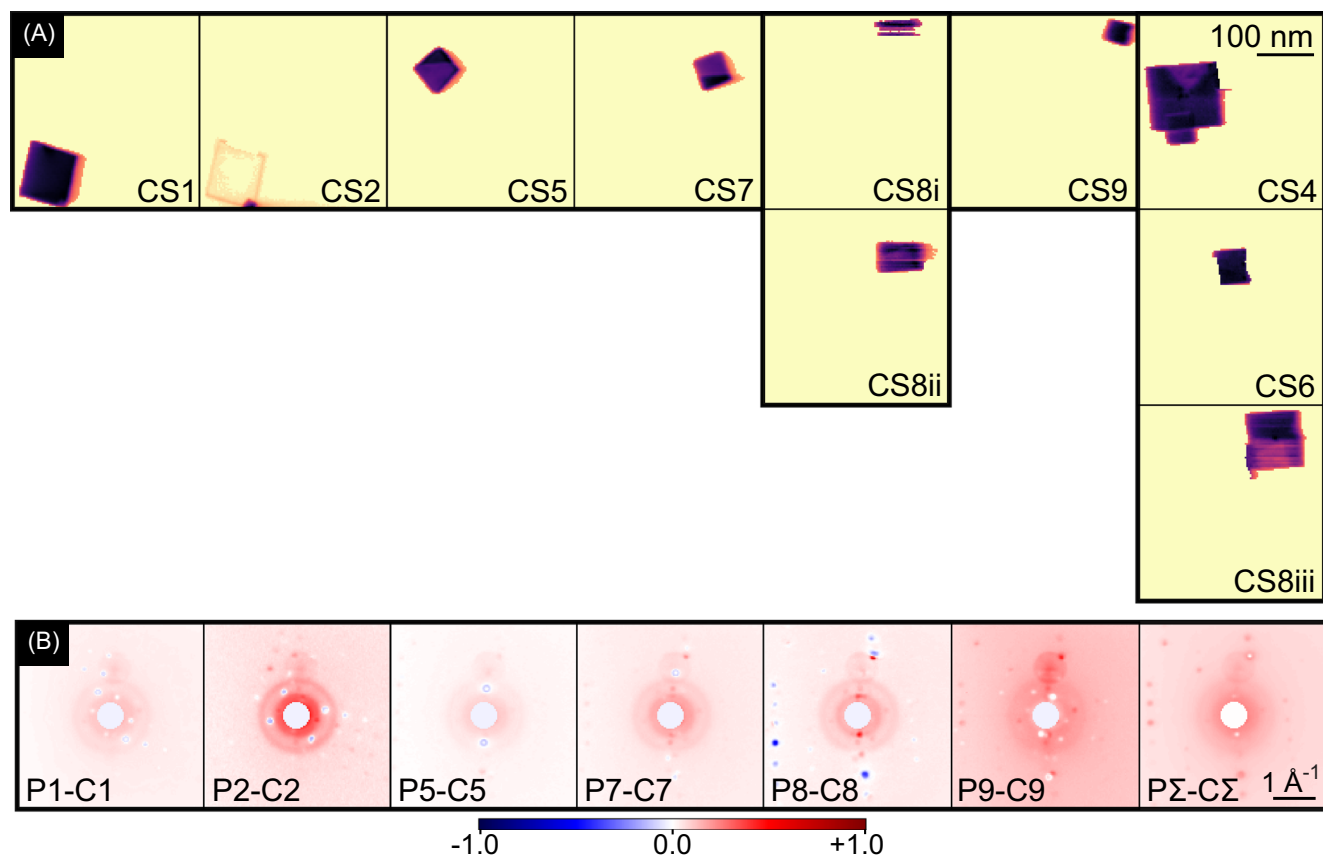 (A)
100 nm
CS1
CS2
CS5
CS7
CS8i
CS9
CS4
CS8ii
CS6
CS8iii
(B)
P1-C1
P2-C2
P5-C5
P7-C7
P8-C8
P9-C9
PΣ-CΣ
1 Å⁻¹
-1.0
0.0
+1.0